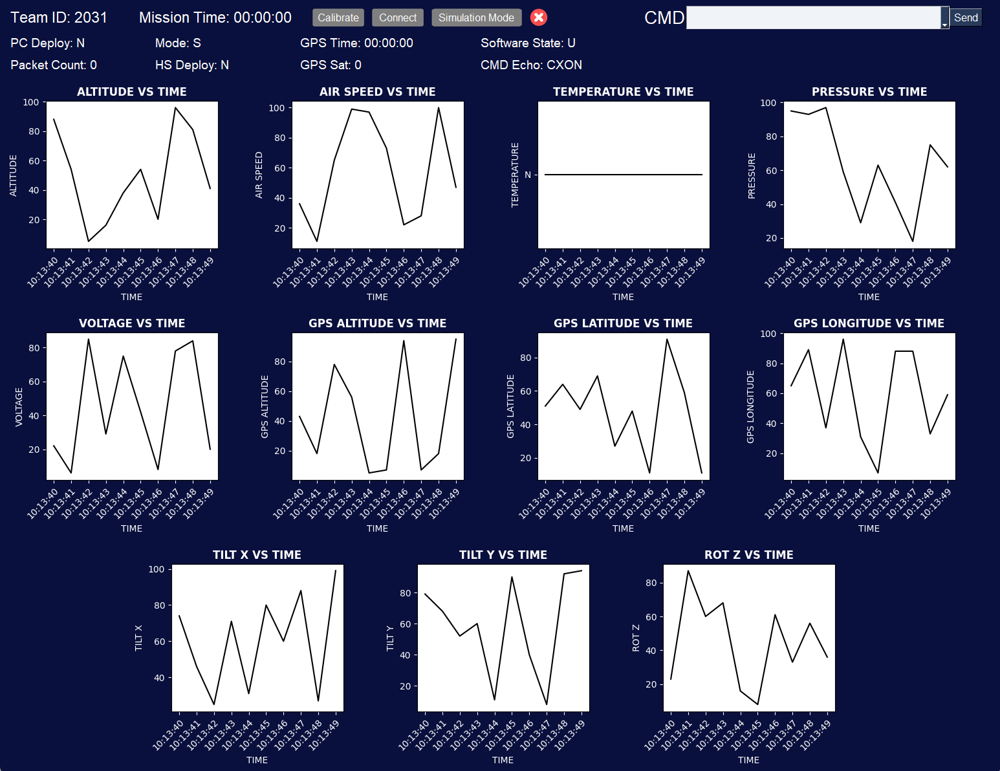 Team ID: 2031 Mission Time: 00:00:00 Calibrate Connect Simulation Mode CMD Send
PC Deploy: N Mode: S GPS Time: 00:00:00 Software State: U
Packet Count: 0 HS Deploy: N GPS Sat: 0 CMD Echo: CXON
ALTITUDE VS TIME
ALTITUDE
100
80
60
40
20
10:13:40 10:13:41 10:13:42 10:13:43 10:13:44 10:13:45 10:13:46 10:13:47 10:13:48 10:13:49
TIME
AIR SPEED VS TIME
AIR SPEED
100
80
60
40
20
10:13:40 10:13:41 10:13:42 10:13:43 10:13:44 10:13:45 10:13:46 10:13:47 10:13:48 10:13:49
TIME
TEMPERATURE VS TIME
TEMPERATURE
N
10:13:40 10:13:41 10:13:42 10:13:43 10:13:44 10:13:45 10:13:46 10:13:47 10:13:48 10:13:49
TIME
PRESSURE VS TIME
PRESSURE
100
80
60
40
20
10:13:40 10:13:41 10:13:42 10:13:43 10:13:44 10:13:45 10:13:46 10:13:47 10:13:48 10:13:49
TIME
VOLTAGE VS TIME
VOLTAGE
80
60
40
20
10:13:40 10:13:41 10:13:42 10:13:43 10:13:44 10:13:45 10:13:46 10:13:47 10:13:48 10:13:49
TIME
GPS ALTITUDE VS TIME
GPS ALTITUDE
80
60
40
20
10:13:40 10:13:41 10:13:42 10:13:43 10:13:44 10:13:45 10:13:46 10:13:47 10:13:48 10:13:49
TIME
GPS LATITUDE VS TIME
GPS LATITUDE
80
60
40
20
10:13:40 10:13:41 10:13:42 10:13:43 10:13:44 10:13:45 10:13:46 10:13:47 10:13:48 10:13:49
TIME
GPS LONGITUDE VS TIME
GPS LONGITUDE
100
80
60
40
20
10:13:40 10:13:41 10:13:42 10:13:43 10:13:44 10:13:45 10:13:46 10:13:47 10:13:48 10:13:49
TIME
TILT X VS TIME
TILT X
100
80
60
40
10:13:40 10:13:41 10:13:42 10:13:43 10:13:44 10:13:45 10:13:46 10:13:47 10:13:48 10:13:49
TIME
TILT Y VS TIME
TILT Y
80
60
40
20
10:13:40 10:13:41 10:13:42 10:13:43 10:13:44 10:13:45 10:13:46 10:13:47 10:13:48 10:13:49
TIME
ROT Z VS TIME
ROT Z
80
60
40
20
10:13:40 10:13:41 10:13:42 10:13:43 10:13:44 10:13:45 10:13:46 10:13:47 10:13:48 10:13:49
TIME